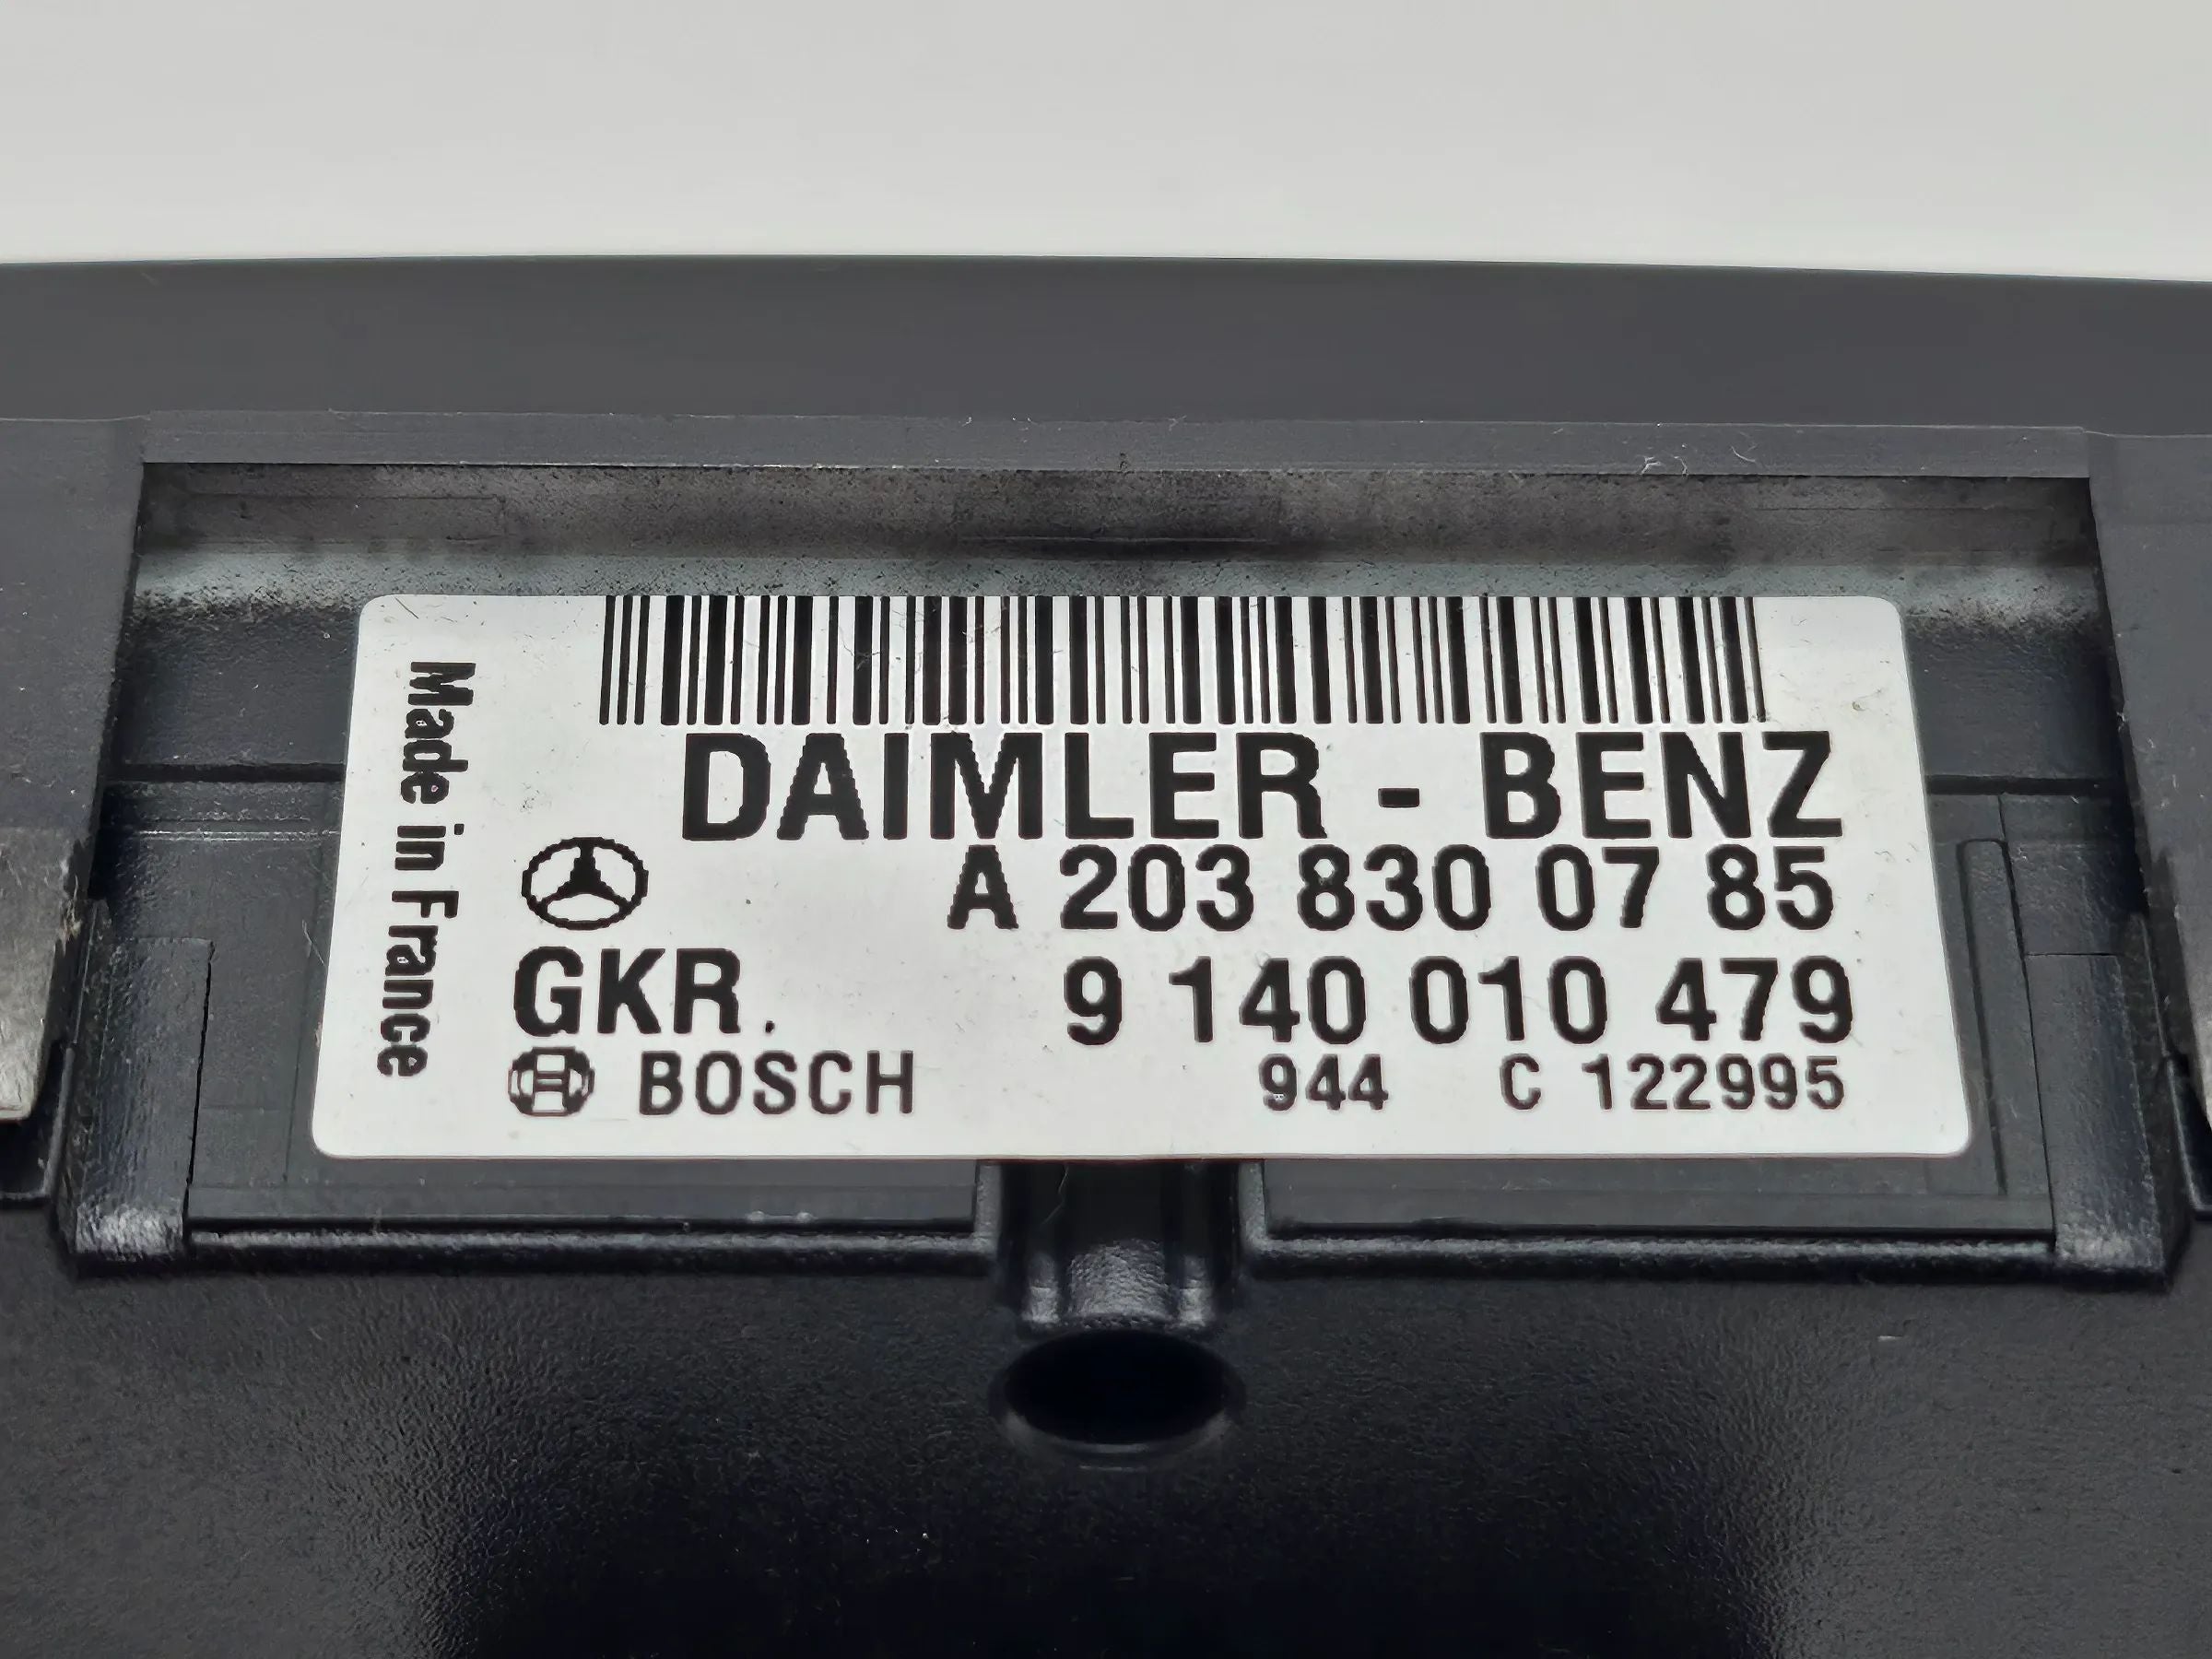 Made in France
DAIMLER - BENZ
A 203 830 07 85
GKR. 9 140 010 479
BOSCH 944 C 122995